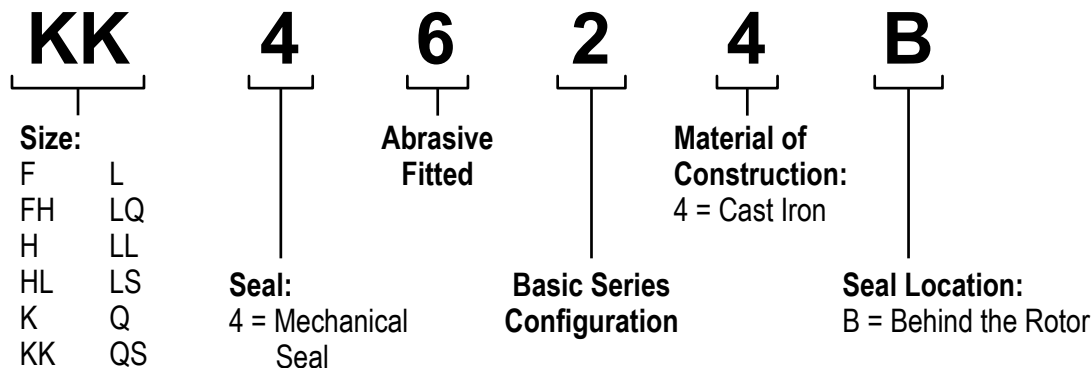 KK 4 6 2 4 B
Size:
F L
FH LQ
H LL
HL LS
K Q
KK QS
Seal:
4 = Mechanical
Seal
Abrasive
Fitted
Basic Series
Configuration
Material of
Construction:
4 = Cast Iron
Seal Location:
B = Behind the Rotor